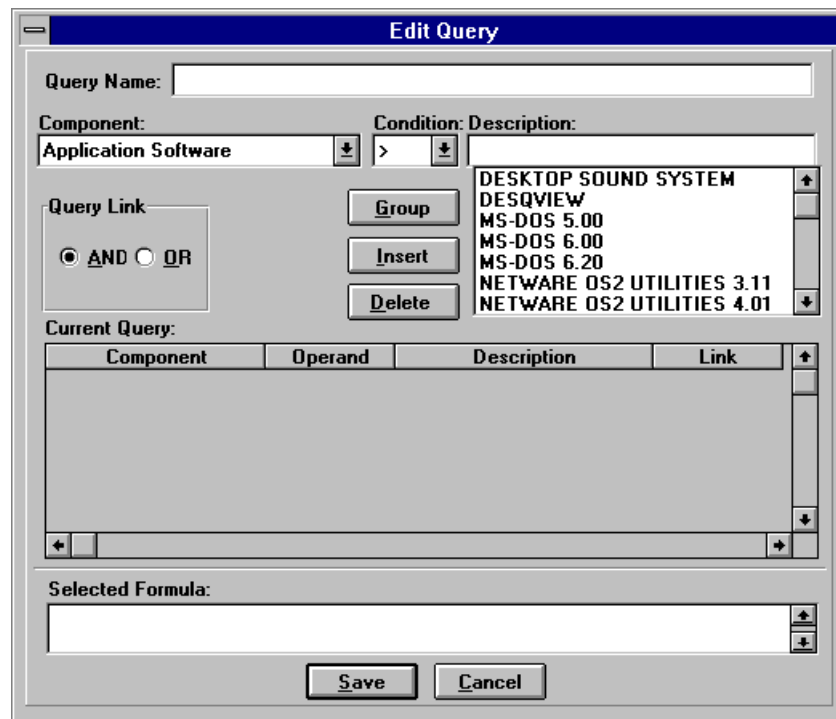 Edit Query
Query Name:
Component: Condition: Description:
Application Software >
DESKTOP SOUND SYSTEM
DESQVIEW
MS-DOS 5.00
MS-DOS 6.00
MS-DOS 6.20
NETWARE OS2 UTILITIES 3.11
NETWARE OS2 UTILITIES 4.01
Query Link
AND OR
Group
Insert
Delete
Current Query:
Component Operand Description Link
Selected Formula:
Save Cancel